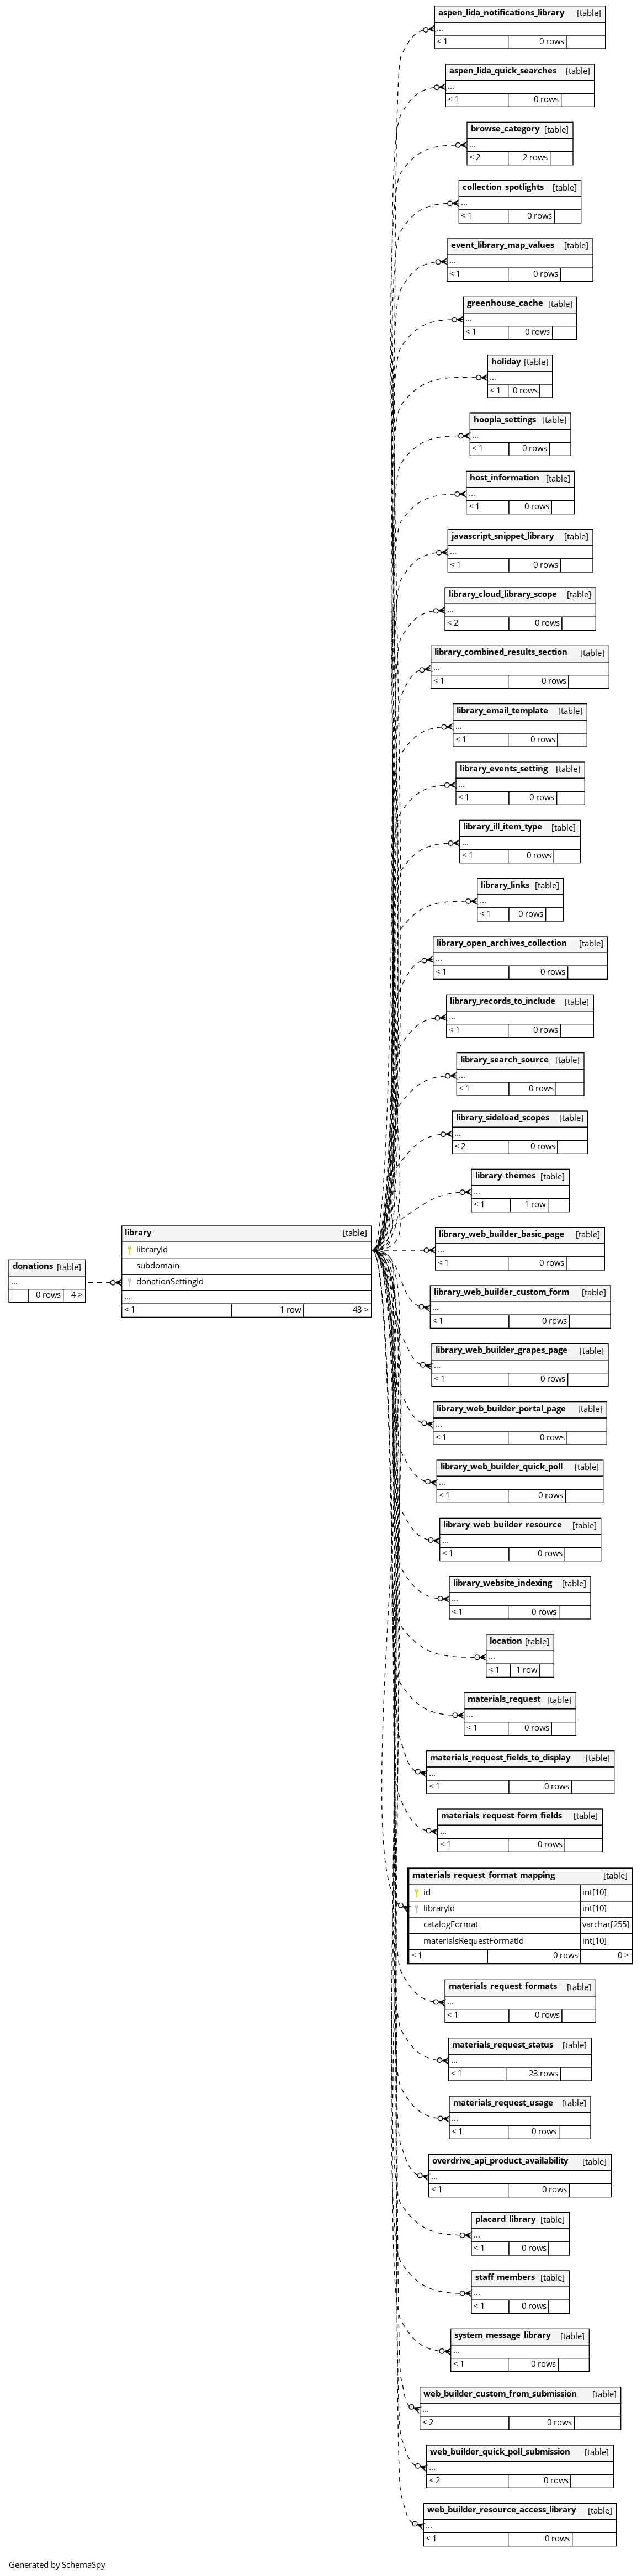 aspen_lida_notifications_library [table]
...
< 1 0 rows
aspen_lida_quick_searches [table]
...
< 1 0 rows
browse_category [table]
...
< 2 2 rows
collection_spotlights [table]
...
< 1 0 rows
event_library_map_values [table]
...
< 1 0 rows
greenhouse_cache [table]
...
< 1 0 rows
holiday [table]
...
< 1 0 rows
hoopla_settings [table]
...
< 1 0 rows
host_information [table]
...
< 1 0 rows
javascript_snippet_library [table]
...
< 1 0 rows
library_cloud_library_scope [table]
...
< 2 0 rows
library_combined_results_section [table]
...
< 1 0 rows
library_email_template [table]
...
< 1 0 rows
library_events_setting [table]
...
< 1 0 rows
library_ill_item_type [table]
...
< 1 0 rows
library_links [table]
...
< 1 0 rows
library_open_archives_collection [table]
...
< 1 0 rows
library_records_to_include [table]
...
< 1 0 rows
library_search_source [table]
...
< 1 0 rows
library_sideload_scopes [table]
...
< 2 0 rows
library_themes [table]
...
< 1 1 row
donations [table]
...
0 rows 4 >
library [table]
libraryId
subdomain
donationSettingId
...
< 1 1 row 43 >
library_web_builder_basic_page [table]
...
< 1 0 rows
library_web_builder_custom_form [table]
...
< 1 0 rows
library_web_builder_grapes_page [table]
...
< 1 0 rows
library_web_builder_portal_page [table]
...
< 1 0 rows
library_web_builder_quick_poll [table]
...
< 1 0 rows
library_web_builder_resource [table]
...
< 1 0 rows
library_website_indexing [table]
...
< 1 0 rows
location [table]
...
< 1 1 row
materials_request [table]
...
< 1 0 rows
materials_request_fields_to_display [table]
...
< 1 0 rows
materials_request_form_fields [table]
...
< 1 0 rows
materials_request_format_mapping [table]
id int[10]
libraryId int[10]
catalogFormat varchar[255]
materialsRequestFormatId int[10]
< 1 0 rows 0 >
materials_request_formats [table]
...
< 1 0 rows
materials_request_status [table]
...
< 1 23 rows
materials_request_usage [table]
...
< 1 0 rows
overdrive_api_product_availability [table]
...
< 1 0 rows
placard_library [table]
...
< 1 0 rows
staff_members [table]
...
< 1 0 rows
system_message_library [table]
...
< 1 0 rows
web_builder_custom_from_submission [table]
...
< 2 0 rows
web_builder_quick_poll_submission [table]
...
< 2 0 rows
web_builder_resource_access_library [table]
...
< 1 0 rows
Generated by SchemaSpy